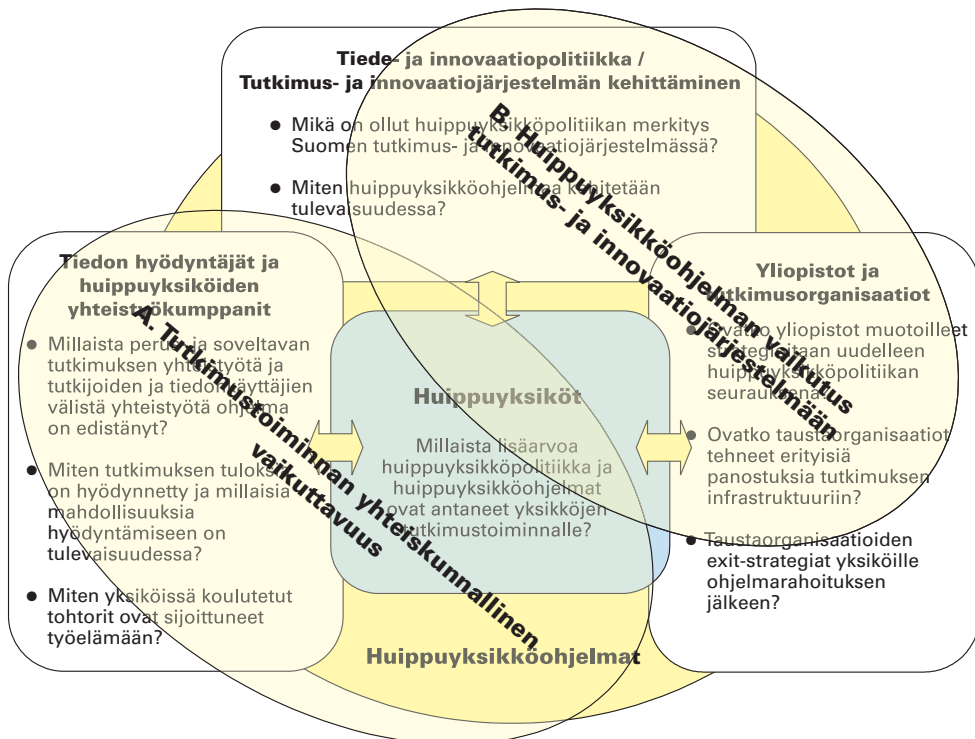 Tiede- ja innovaatiopolitiikka /
Tutkimus- ja innovaatiojärjestelmän kehittäminen
● Mikä on ollut huippuyksikköpolitiikan merkitys
Suomen tutkimus- ja innovaatiojärjestelmässä?
● Miten huippuyksikköohjelmaa kehitetään
tulevaisuudessa?
B. Huippuyksikköohjelman vaikutus
tutkimus- ja innovaatiojärjestelmään
Tiedon hyödyntäjät ja
huippuyksiköiden
yhteistyökumppanit
● Millaista perus- ja soveltavan
tutkimuksen yhteistyötä ja
tutkijoiden ja tiedon käyttäjien
välistä yhteistyötä ohjelma
on edistänyt?
● Miten tutkimuksen tuloksia
on hyödynnetty ja millaisia
mahdollisuuksia
hyödyntämiseen on
tulevaisuudessa?
● Miten yksiköissä koulutetut
tohtorit ovat sijoittuneet
työelämään?
A. Tutkimustoiminnan yhteiskunnallinen
vaikuttavuus
Huippuyksiköt
Millaista lisäarvoa
huippuyksikköpolitiikka ja
huippuyksikköohjelmat
ovat antaneet yksikköjen
tutkimustoiminnalle?
Yliopistot ja
tutkimusorganisaatiot
● Ovatko yliopistot muotoilleet
strategioitaan uudelleen
huippuyksikköpolitiikan
seurauksena?
● Ovatko taustaorganisaatiot
tehneet erityisiä
panostuksia tutkimuksen
infrastruktuuriin?
● Taustaorganisaatioiden
exit-strategiat yksiköille
ohjelmarahoituksen
jälkeen?
Huippuyksikköohjelmat